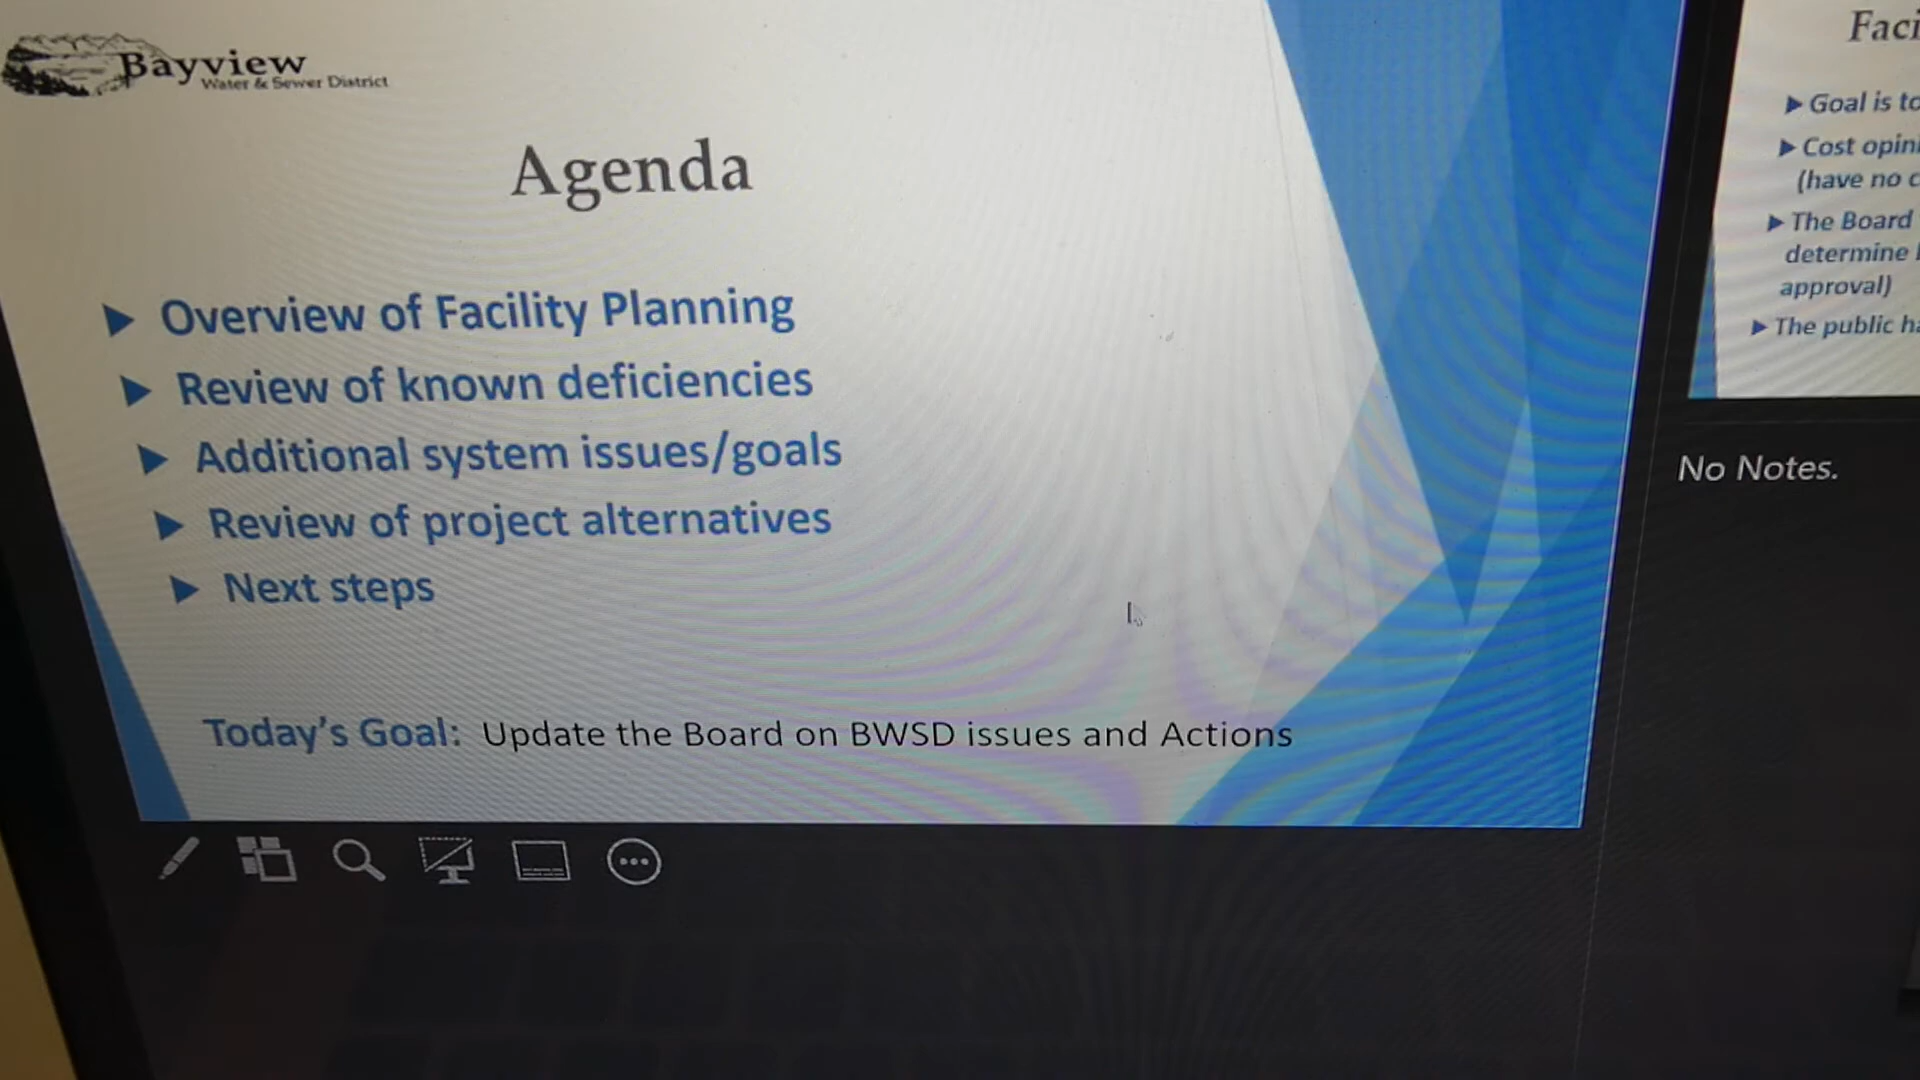 Bayview
Water & Sewer District
Agenda
Overview of Facility Planning
Review of known deficiencies
Additional system issues/goals
Review of project alternatives
Next steps
Today's Goal: Update the Board on BWSD issues and Actions
Goal is
Cost
(have no
The Board
determine
approval)
The public
No Notes.